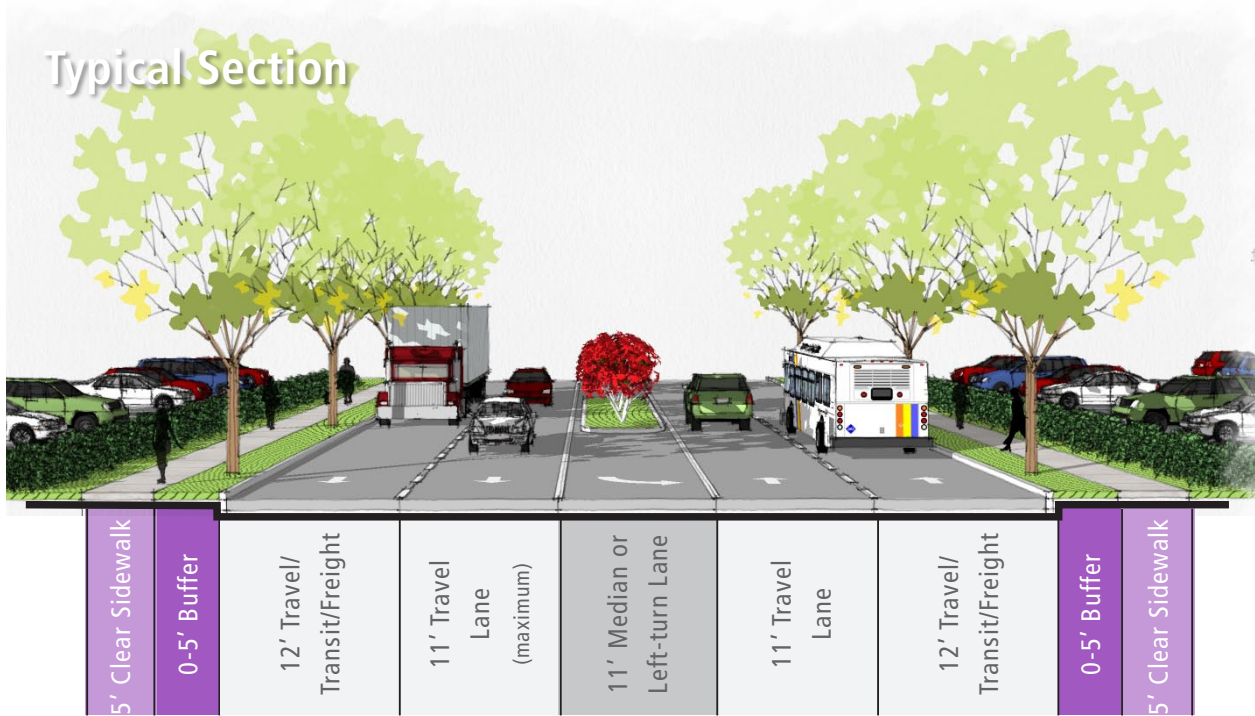 Typical Section
5’ Clear Sidewalk
0-5’ Buffer
12’ Travel/
Transit/Freight
11’ Travel
Lane
(maximum)
11’ Median or
Left-turn Lane
11’ Travel
Lane
12’ Travel/
Transit/Freight
0-5’ Buffer
5’ Clear Sidewalk